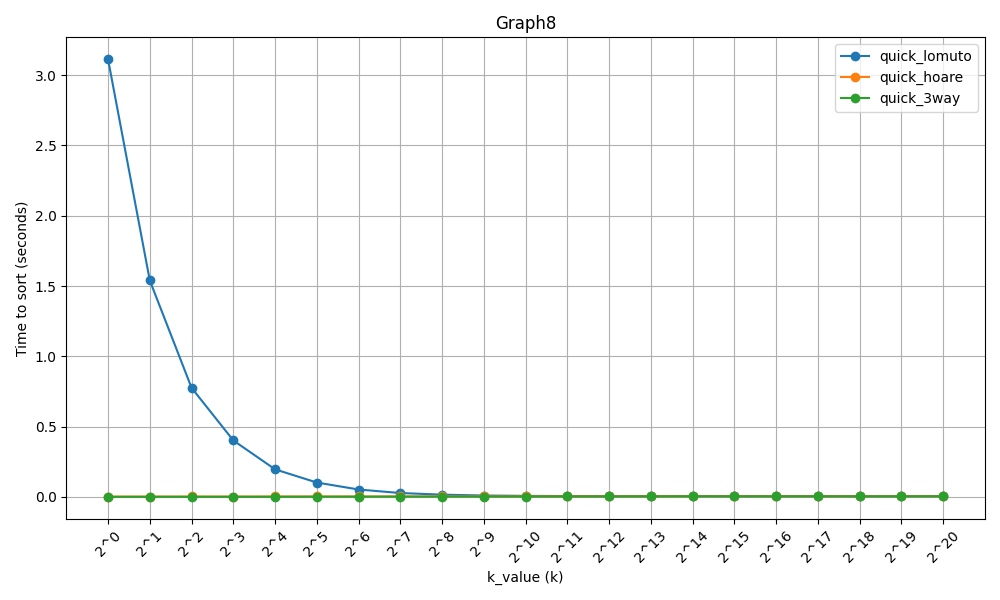 Graph8
quick_lomuto
quick_hoare
quick_3way
Time to sort (seconds)
3.0
2.5
2.0
1.5
1.0
0.5
0.0
2^0 2^1 2^2 2^3 2^4 2^5 2^6 2^7 2^8 2^9 2^10 2^11 2^12 2^13 2^14 2^15 2^16 2^17 2^18 2^19 2^20
k_value (k)